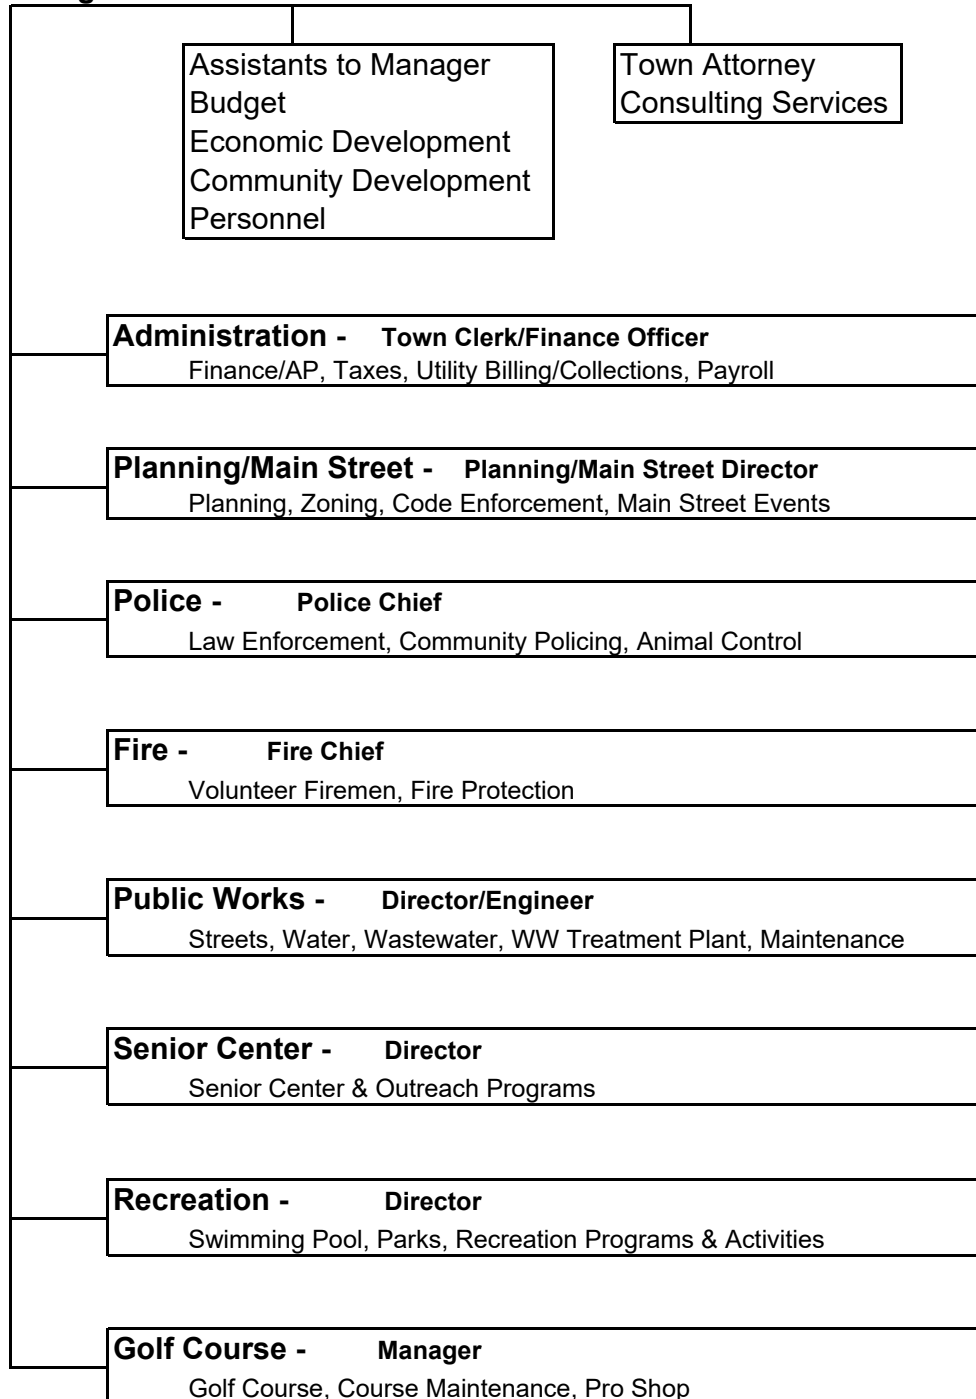 Assistants to Manager
Budget
Economic Development
Community Development
Personnel
Town Attorney
Consulting Services
Administration - Town Clerk/Finance Officer
Finance/AP, Taxes, Utility Billing/Collections, Payroll
Planning/Main Street - Planning/Main Street Director
Planning, Zoning, Code Enforcement, Main Street Events
Police - Police Chief
Law Enforcement, Community Policing, Animal Control
Fire - Fire Chief
Volunteer Firemen, Fire Protection
Public Works - Director/Engineer
Streets, Water, Wastewater, WW Treatment Plant, Maintenance
Senior Center - Director
Senior Center & Outreach Programs
Recreation - Director
Swimming Pool, Parks, Recreation Programs & Activities
Golf Course - Manager
Golf Course, Course Maintenance, Pro Shop